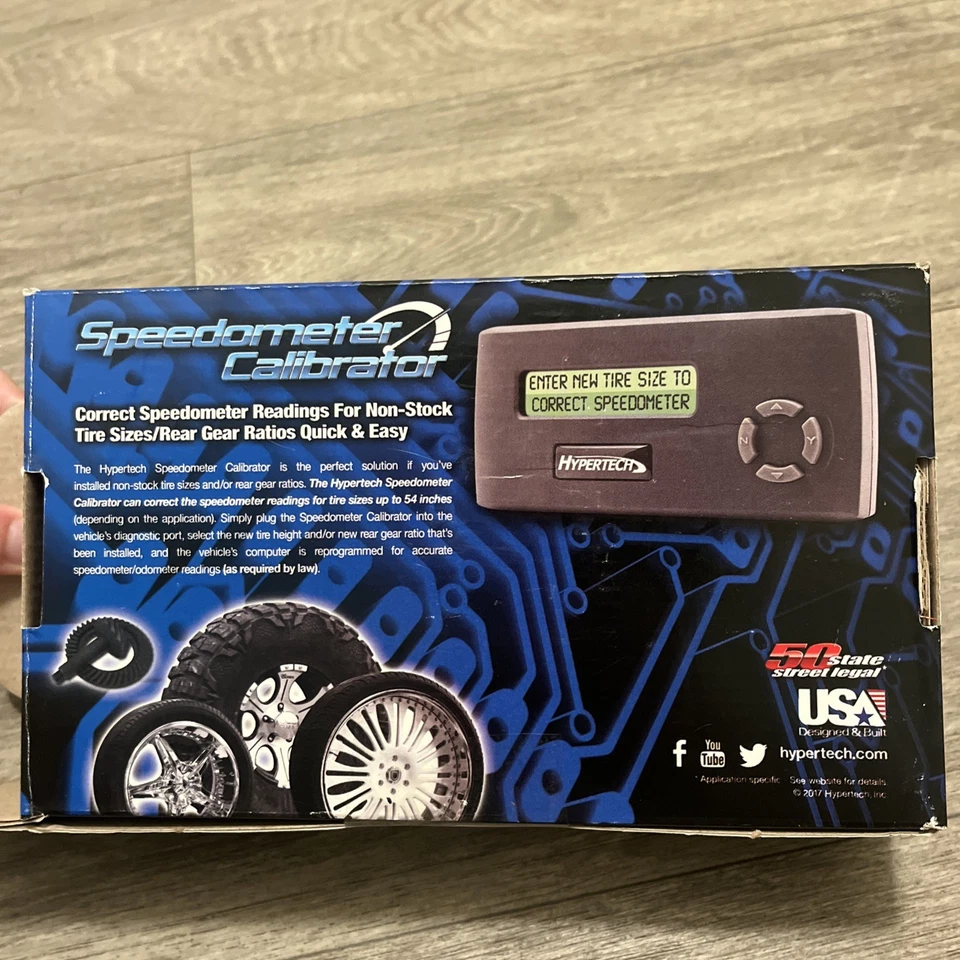 Speedometer
Calibrator
Correct Speedometer Readings For Non-Stock
Tire Sizes/Rear Gear Ratios Quick & Easy
The Hypertech Speedometer Calibrator is the perfect solution if you've
installed non-stock tire sizes and/or rear gear ratios. The Hypertech Speedometer
Calibrator can correct the speedometer readings for tire sizes up to 54 inches
(depending on the application). Simply plug the Speedometer Calibrator into the
vehicle's diagnostic port, select the new tire height and/or new rear gear ratio that's
been installed, and the vehicle's computer is reprogrammed for accurate
speedometer/odometer readings (as required by law).
ENTER NEW TIRE SIZE TO
CORRECT SPEEDOMETER
HYPERTECH
N
Y
50 state
street legal*
USA
Designed & Built
f You Tube hypertech.com
* Application specific. See website for details.
© 2017 Hypertech, Inc